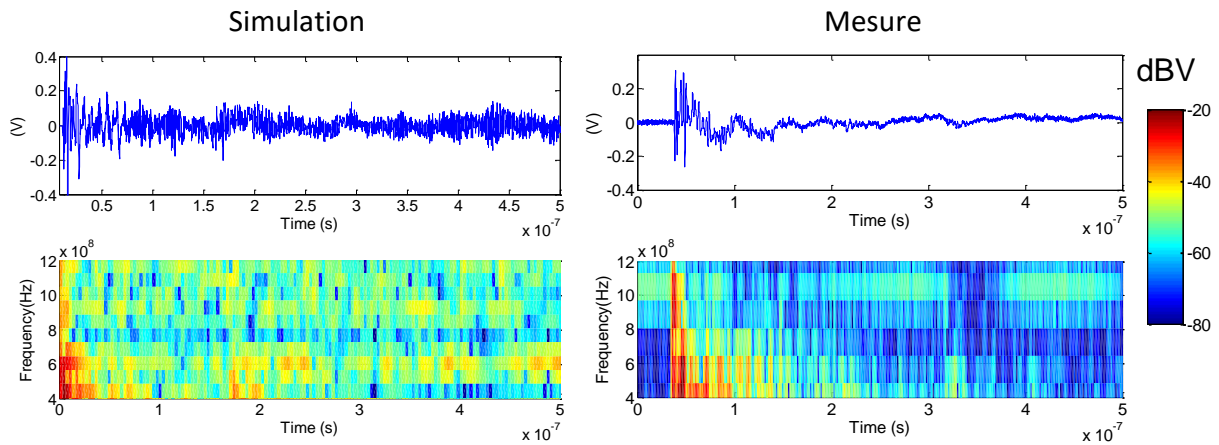 Simulation
Mesure
dBV
0.4
0.2
0
-0.2
-0.4
(V)
0.5 1 1.5 2 2.5 3 3.5 4 4.5 5
Time (s)
x 10⁻⁷
0.4
0.2
0
-0.2
-0.4
(V)
0 1 2 3 4 5
Time (s)
x 10⁻⁷
-20
-40
-60
-80
x 10⁸
12
10
8
6
4
Frequency(Hz)
0 1 2 3 4 5
Time (s)
x 10⁻⁷
x 10⁸
12
10
8
6
4
Frequency(Hz)
0 1 2 3 4 5
Time (s)
x 10⁻⁷